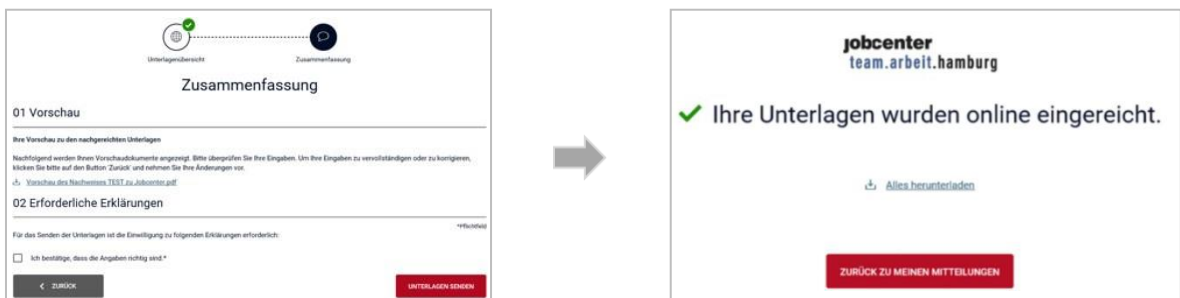 Unterlagenübersicht
Zusammenfassung
Zusammenfassung
01 Vorschau
Ihre Vorschau zu den nachgereichten Unterlagen
Nachfolgend werden Ihnen Vorschaudokumente angezeigt. Bitte überprüfen Sie Ihre Eingaben. Um Ihre Eingaben zu vervollständigen oder zu korrigieren,
klicken Sie bitte auf den Button 'Zurück' und nehmen Sie Ihre Änderungen vor.
Vorschau des Nachweises TEST zu Jobcenter.pdf
02 Erforderliche Erklärungen
*Pflichtfeld
Für das Senden der Unterlagen ist die Einwilligung zu folgenden Erklärungen erforderlich:
Ich bestätige, dass die Angaben richtig sind.*
ZURÜCK
UNTERLAGEN SENDEN
jobcenter
team.arbeit.hamburg
Ihre Unterlagen wurden online eingereicht.
Alles herunterladen
ZURÜCK ZU MEINEN MITTEILUNGEN